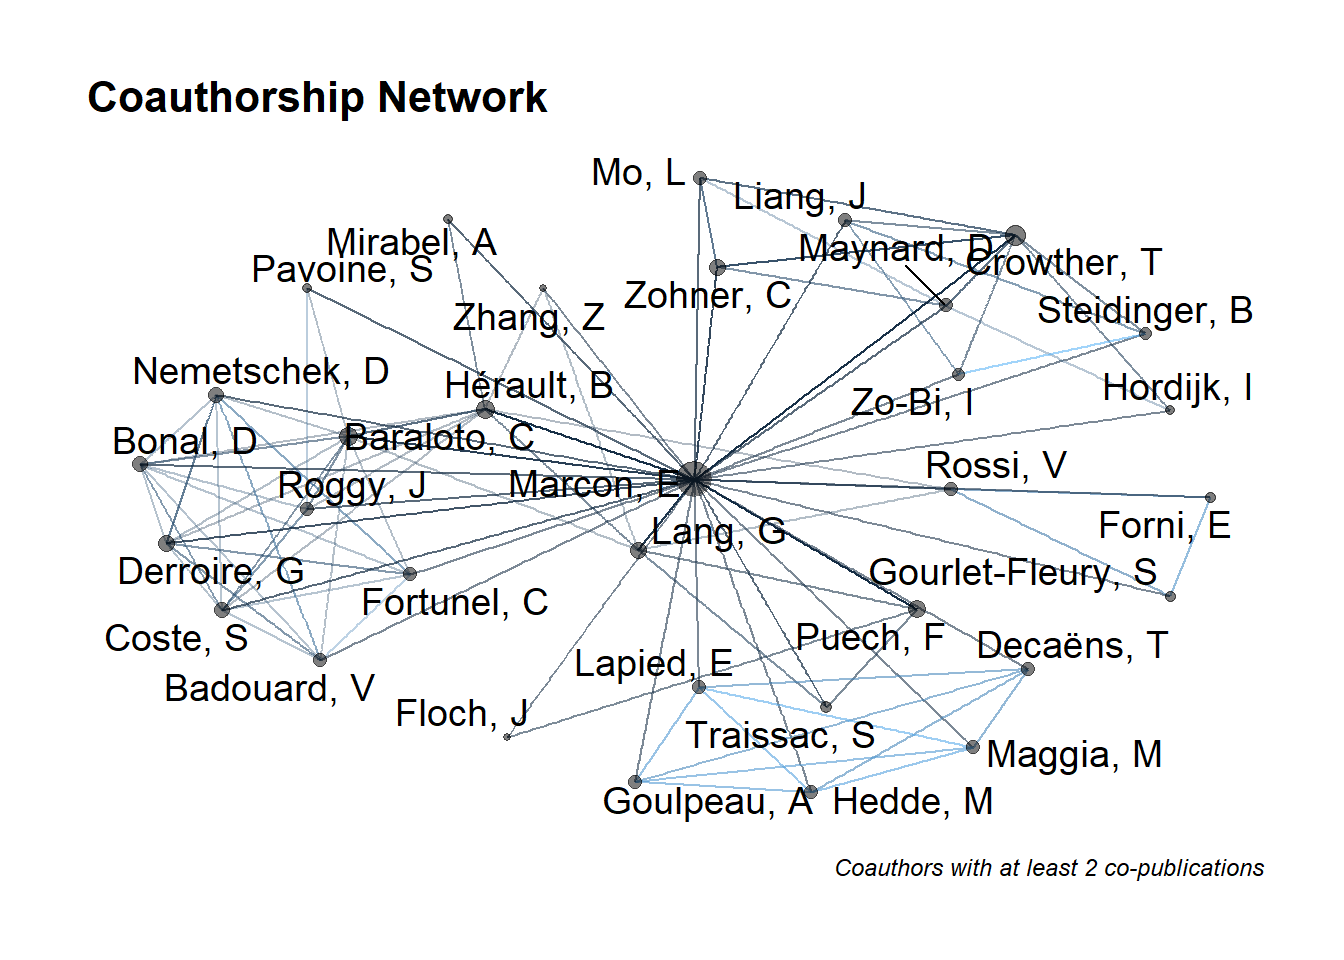 Coauthorship Network
Mo, L
Liang, J
Mirabel, A
Maynard, D
Pavoine, S
Crowther, T
Zohner, C
Zhang, Z
Steidinger, B
Nemetschek, D
Hérault, B
Hordijk, I
Zo-Bi, I
Bonal, D
Baraloto, C
Rossi, V
Roggy, J
Marcon, E
Forni, E
Lang, G
Derroire, G
Gourlet-Fleury, S
Fortunel, C
Coste, S
Puech, F
Decaëns, T
Lapied, E
Badouard, V
Floch, J
Traissac, S
Maggia, M
Goulpeau, A
Hedde, M
Coauthors with at least 2 co-publications